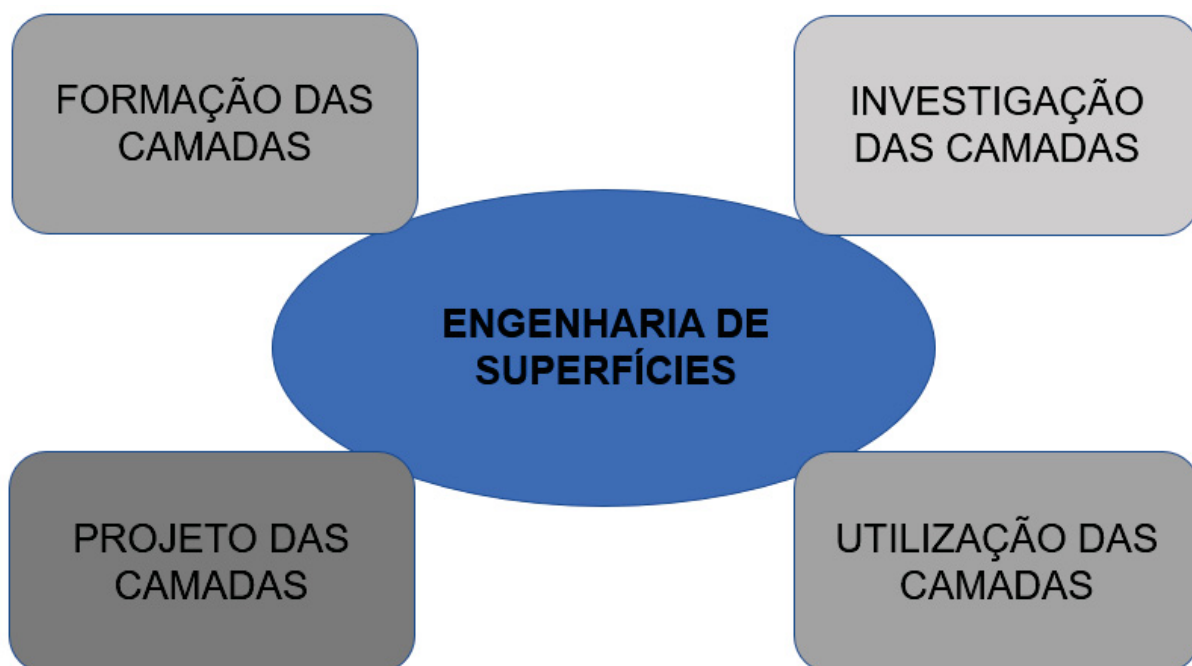 FORMAÇÃO DAS
CAMADAS
INVESTIGAÇÃO
DAS CAMADAS
ENGENHARIA DE
SUPERFÍCIES
PROJETO DAS
CAMADAS
UTILIZAÇÃO DAS
CAMADAS